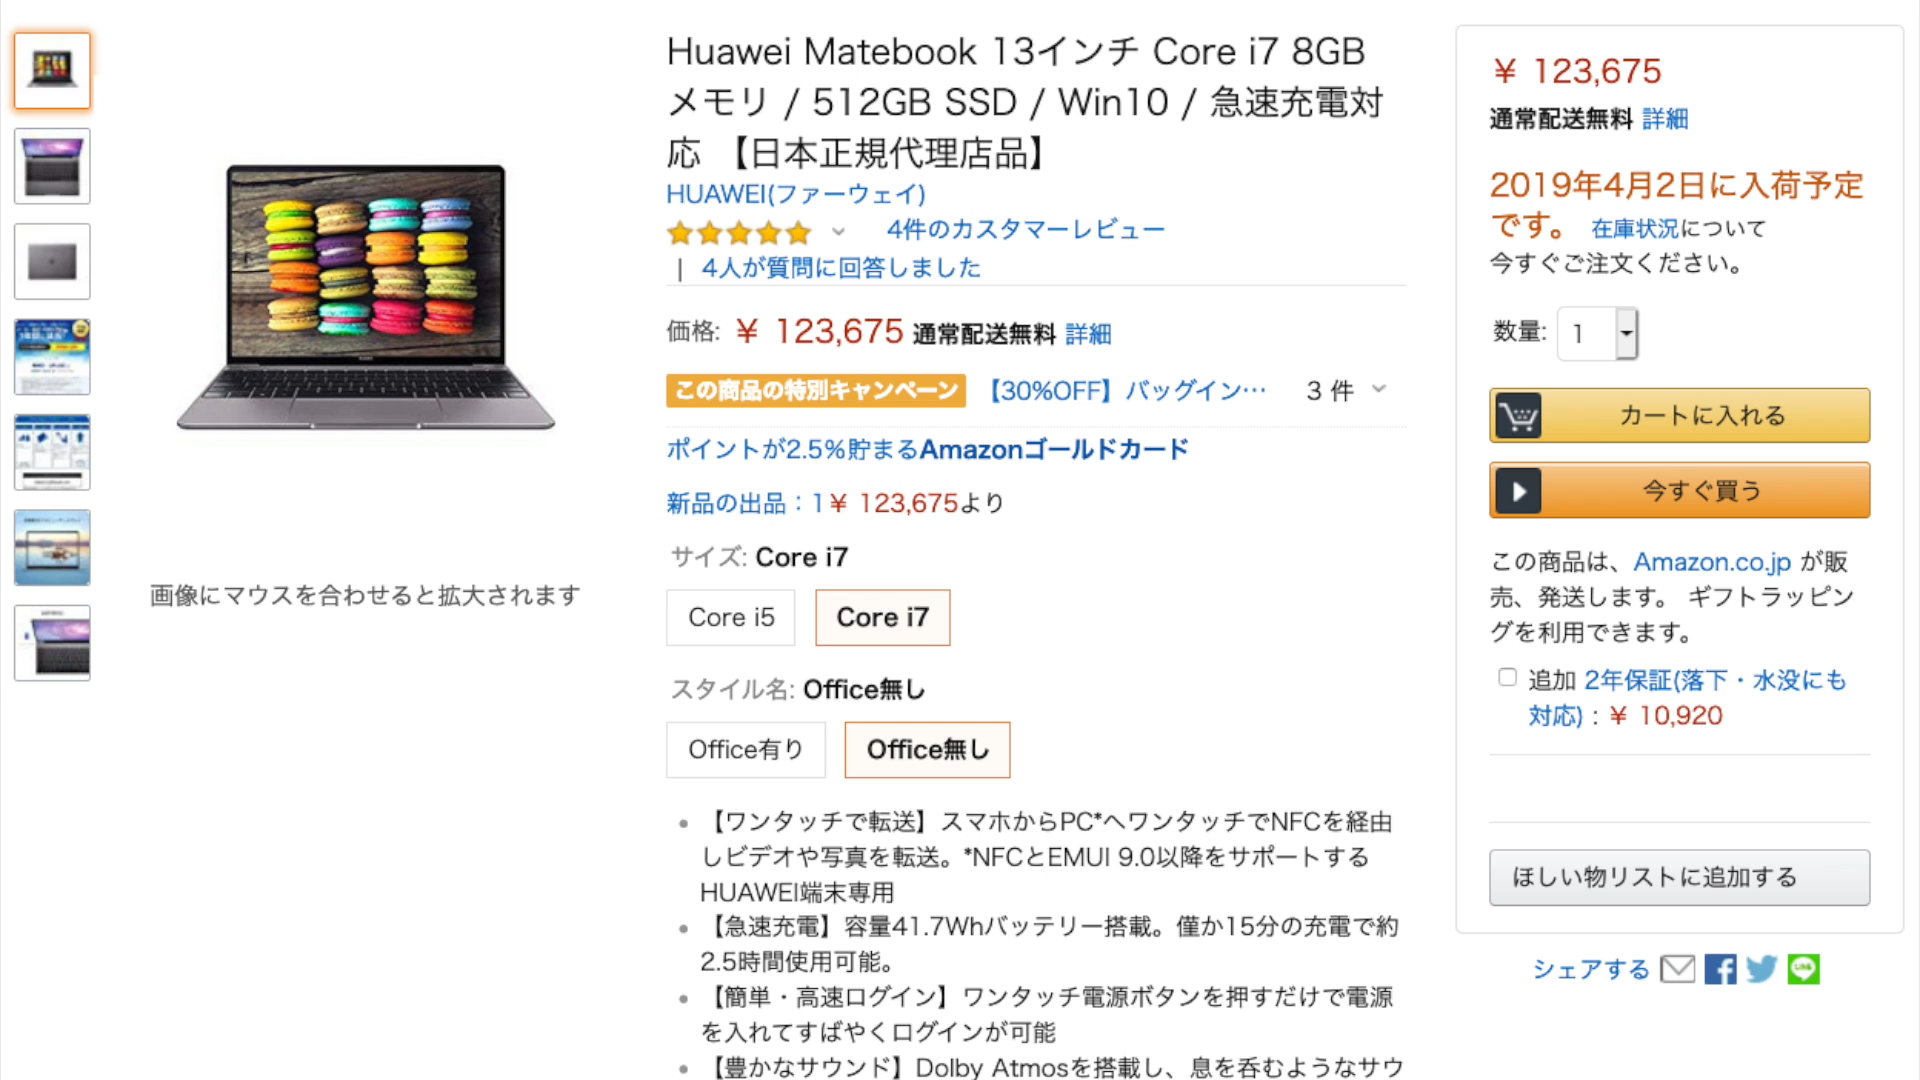 Huawei Matebook 13インチ Core i7 8GB
メモリ / 512GB SSD / Win10 / 急速充電対
応 【日本正規代理店品】
HUAWEI(ファーウェイ)
4件のカスタマーレビュー
| 4人が質問に回答しました
価格: ￥ 123,675 通常配送無料 詳細
この商品の特別キャンペーン 【30%OFF】バッグイン… 3 件
ポイントが2.5%貯まるAmazonゴールドカード
新品の出品：1￥ 123,675より
サイズ: Core i7
Core i5 Core i7
スタイル名: Office無し
Office有り Office無し
【ワンタッチで転送】スマホからPC*へワンタッチでNFCを経由
しビデオや写真を転送。*NFCとEMUI 9.0以降をサポートする
HUAWEI端末専用
【急速充電】容量41.7Whバッテリー搭載。僅か15分の充電で約
2.5時間使用可能。
【簡単・高速ログイン】ワンタッチ電源ボタンを押すだけで電源
を入れてすばやくログインが可能
【豊かなサウンド】Dolby Atmosを搭載し、息を呑むようなサウ
画像にマウスを合わせると拡大されます
￥ 123,675
通常配送無料 詳細
2019年4月2日に入荷予定
です。 在庫状況について
今すぐご注文ください。
数量: 1
カートに入れる
今すぐ買う
この商品は、Amazon.co.jp が販
売、発送します。 ギフトラッピン
グを利用できます。
追加 2年保証(落下・水没にも
対応) : ￥ 10,920
ほしい物リストに追加する
シェアする